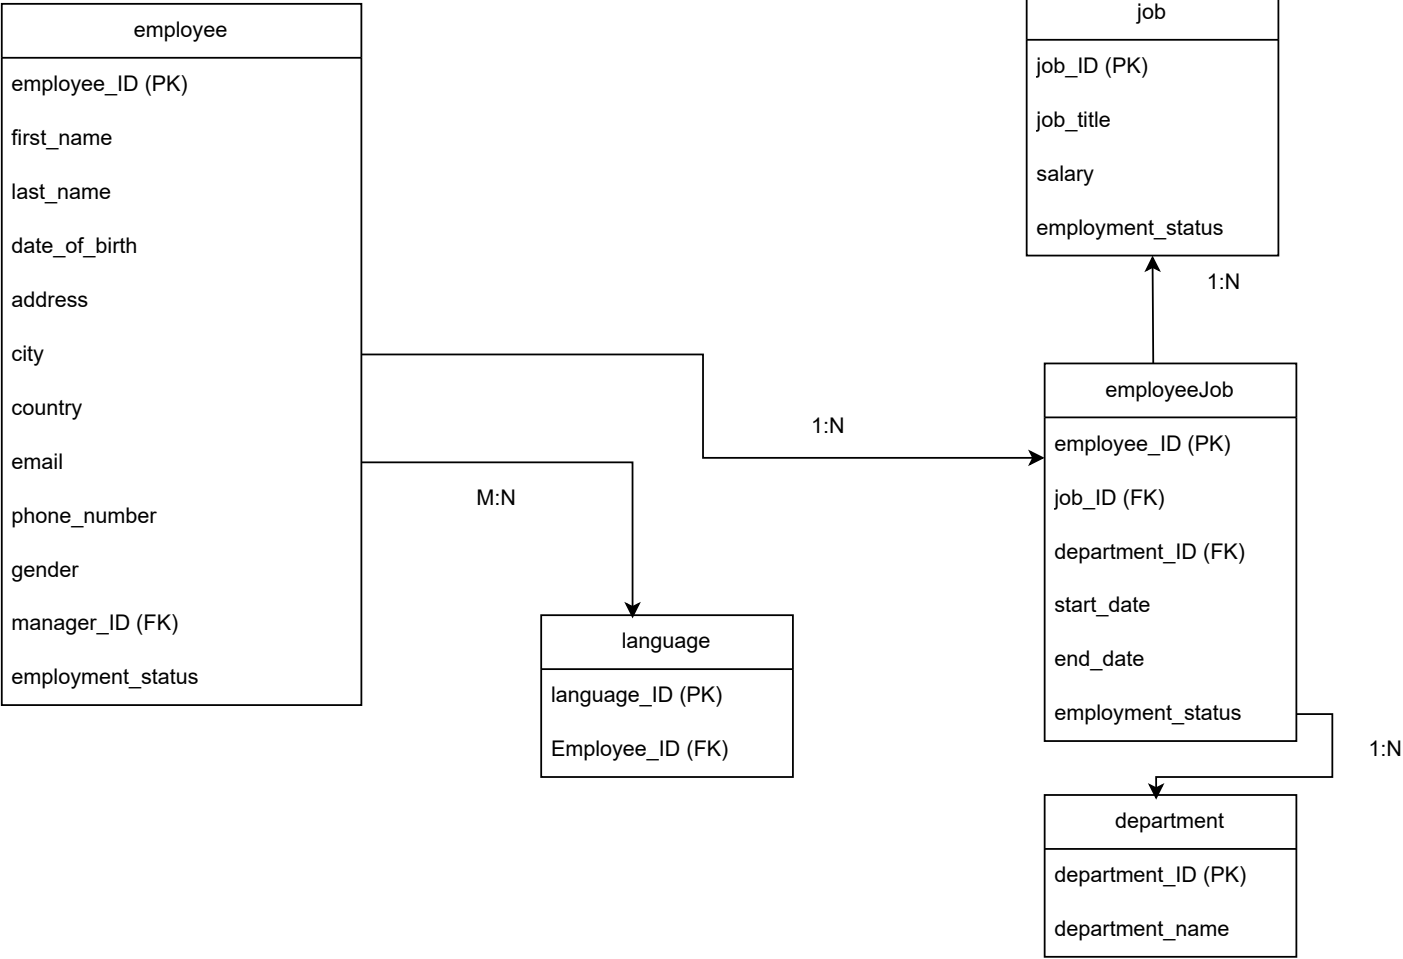 employee
employee_ID (PK)
first_name
last_name
date_of_birth
address
city
country
email
phone_number
gender
manager_ID (FK)
employment_status
job
job_ID (PK)
job_title
salary
employment_status
1:N
1:N
M:N
employeeJob
employee_ID (PK)
job_ID (FK)
department_ID (FK)
start_date
end_date
employment_status
1:N
language
language_ID (PK)
Employee_ID (FK)
department
department_ID (PK)
department_name